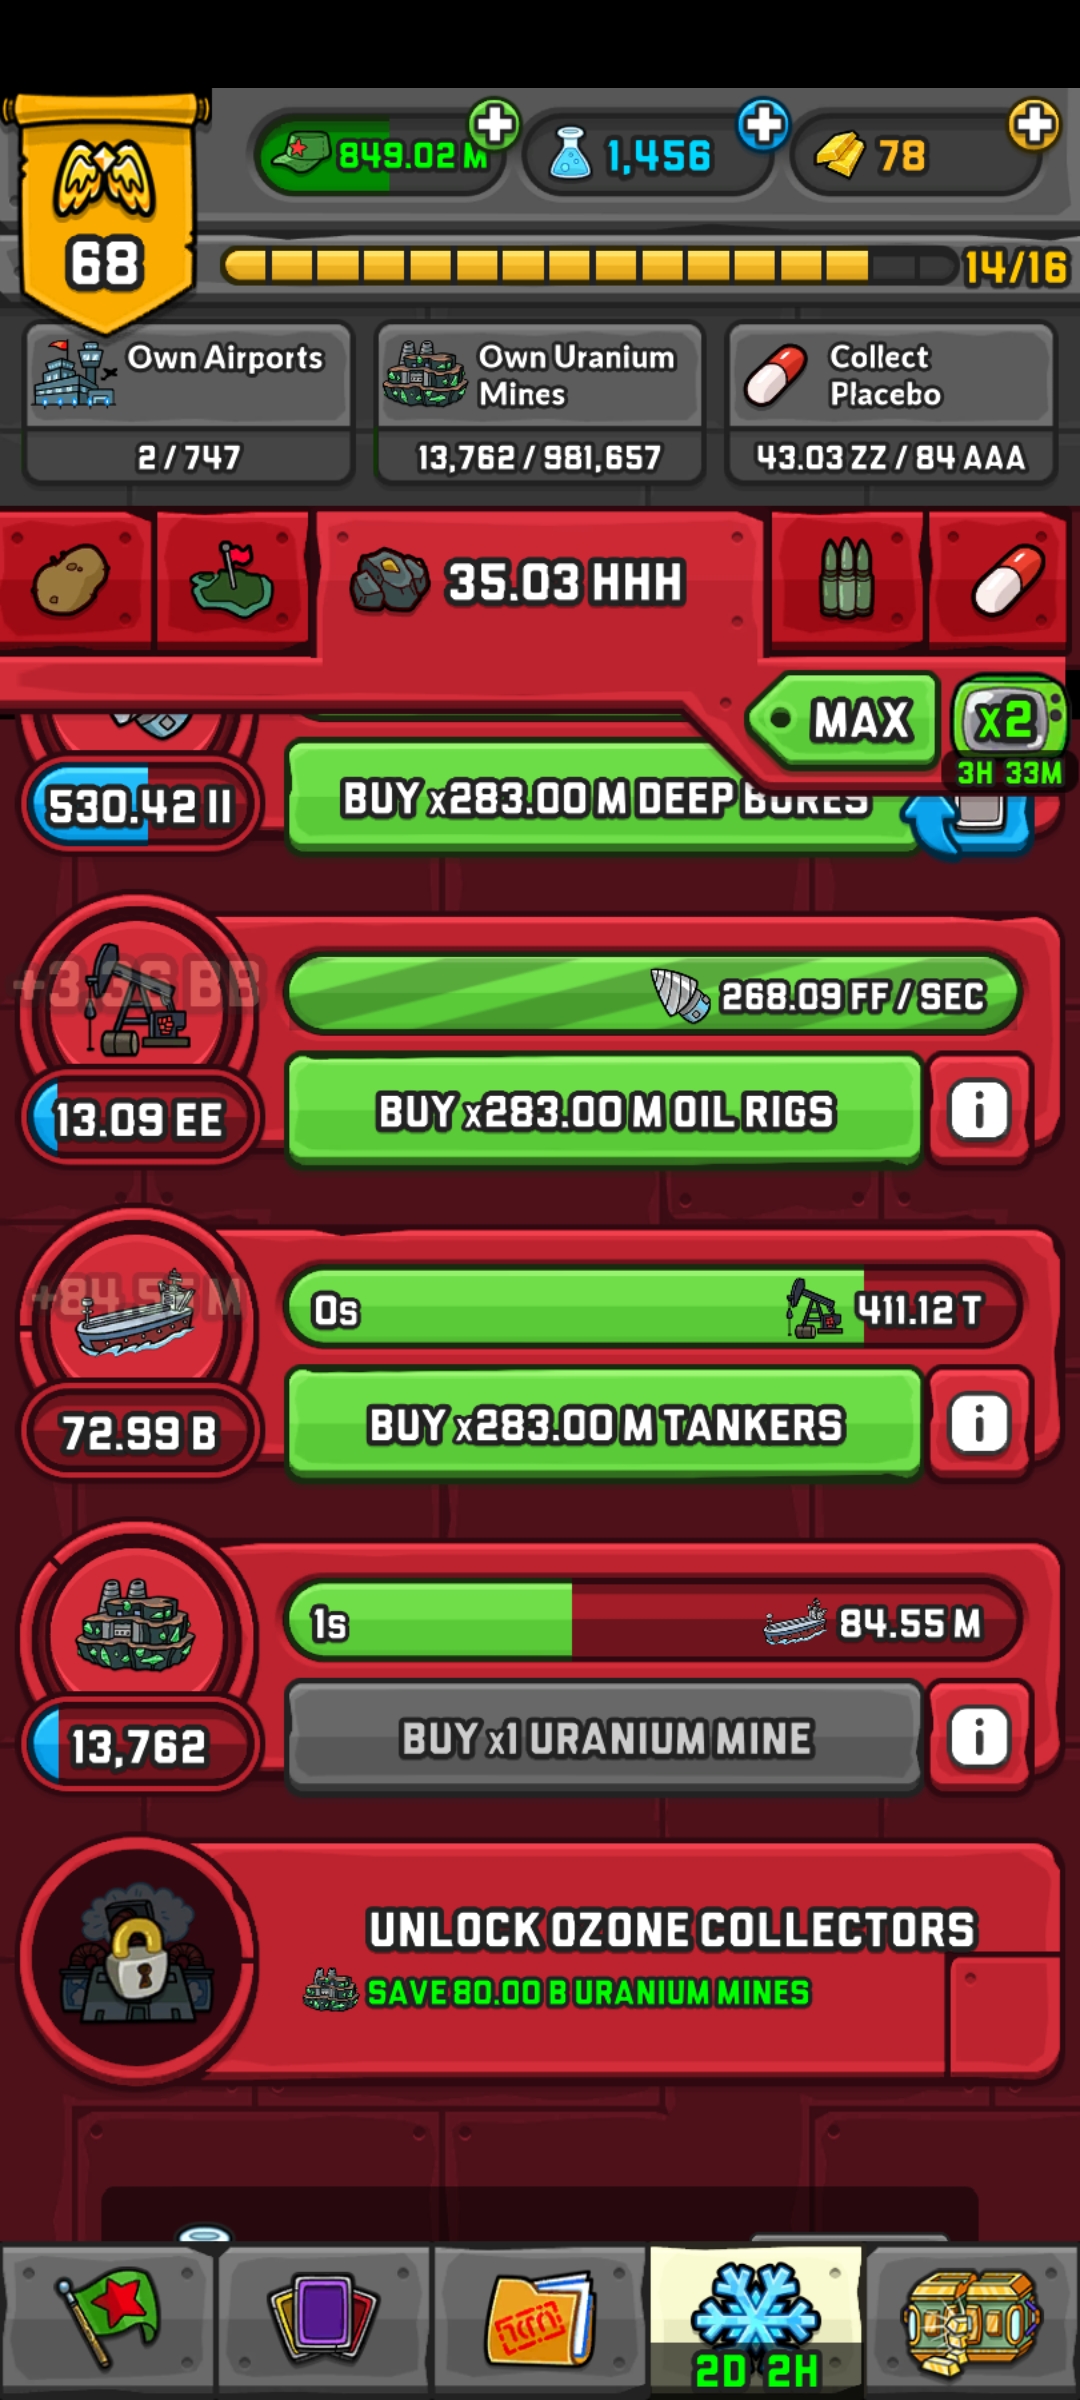 849.02 M
1,456
78
68
14/16
Own Airports
2 / 747
Own Uranium
Mines
13,762 / 981,657
Collect
Placebo
43.03 ZZ / 84 AAA
35.03 HHH
MAX
x2
3H 33M
530.42 II
BUY x283.00 M DEEP BORES
268.09 FF / SEC
13.09 EE
BUY x283.00 M OIL RIGS
0s
411.12 T
72.99 B
BUY x283.00 M TANKERS
1s
84.55 M
13,762
BUY x1 URANIUM MINE
UNLOCK OZONE COLLECTORS
SAVE 80.00 B URANIUM MINES
2D 2H